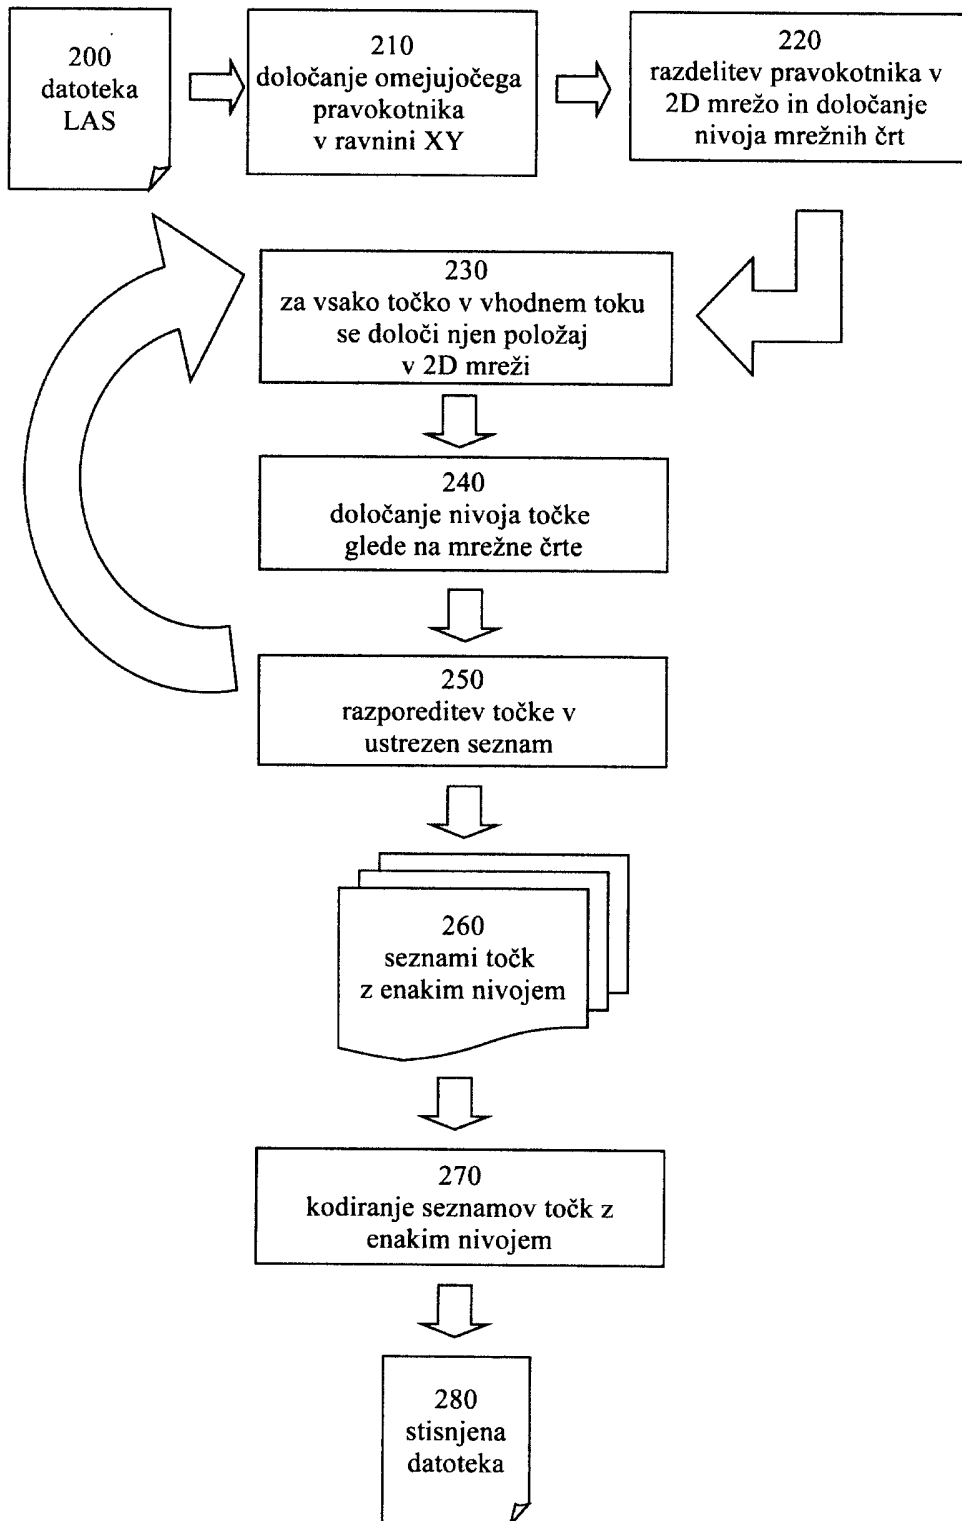 200
datoteka
LAS
210
določanje omejujočega
pravokotnika
v ravnini XY
220
razdelitev pravokotnika v
2D mrežo in določanje
nivoja mrežnih črt
230
za vsako točko v vhodnem toku
se določi njen položaj
v 2D mreži
240
določanje nivoja točke
glede na mrežne črte
250
razporeditev točke v
ustrezen seznam
260
seznami točk
z enakim nivojem
270
kodiranje seznamov točk z
enakim nivojem
280
stisnjena
datoteka